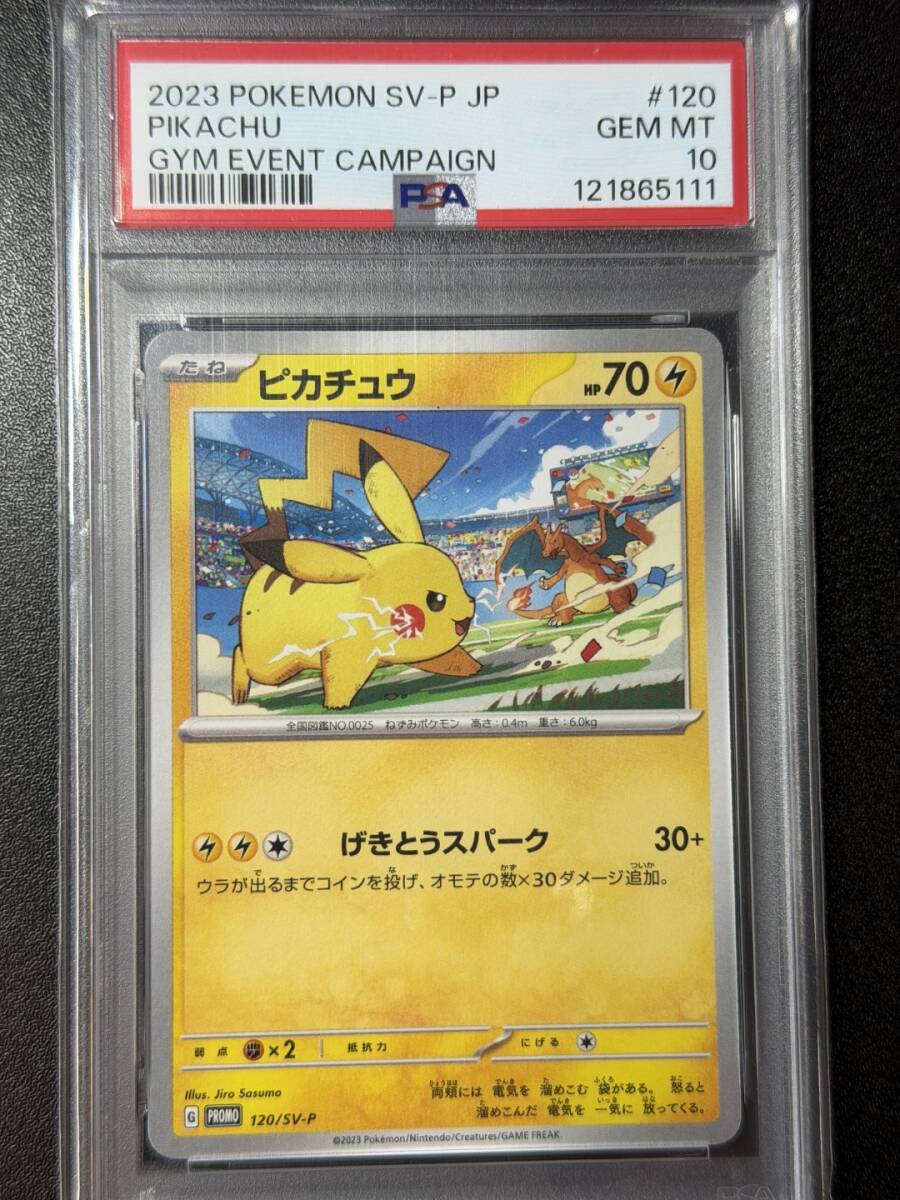 2023 POKEMON SV-P JP #120
PIKACHU GEM MT
GYM EVENT CAMPAIGN 10
PSA 121865111
たね ピカチュウ HP70
全国図鑑NO.0025 ねずみポケモン 高さ:0.4m 重さ:6.0kg
げきとうスパーク 30+
ウラが出るまでコインを投げ、オモテの数×30ダメージ追加。
弱点 ×2 抵抗力 にげる
Illus. Jiro Sasumo
両頬には 電気を 溜めこむ 袋がある。 怒ると
溜めこんだ 電気を 一気に 放ってくる。
G PROMO 120/SV-P
©2023 Pokémon/Nintendo/Creatures/GAME FREAK.